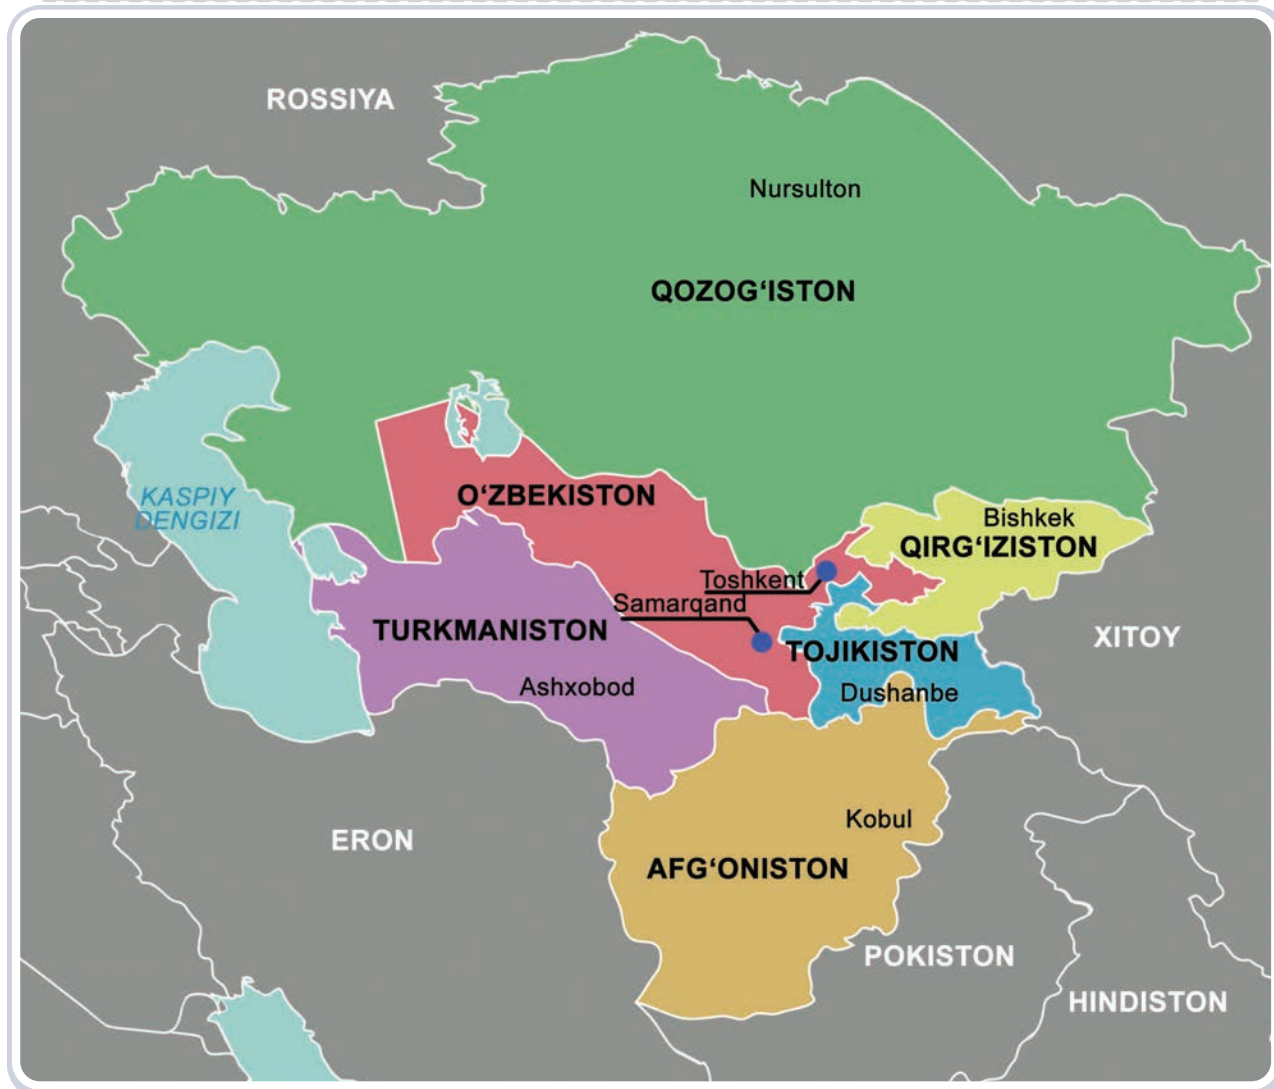 ROSSIYA
Nursulton
QOZOG‘ISTON
KASPIY
DENGIZI
O‘ZBEKISTON
Bishkek
QIRG‘IZISTON
Toshkent
Samarqand
TURKMANISTON
XITOY
TOJIKISTON
Ashxobod
Dushanbe
Kobul
ERON
AFG‘ONISTON
POKISTON
HINDISTON